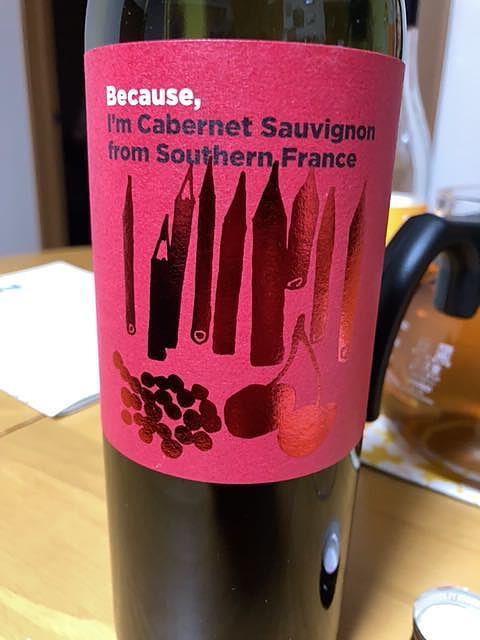 Because,
I'm Cabernet Sauvignon
from Southern France